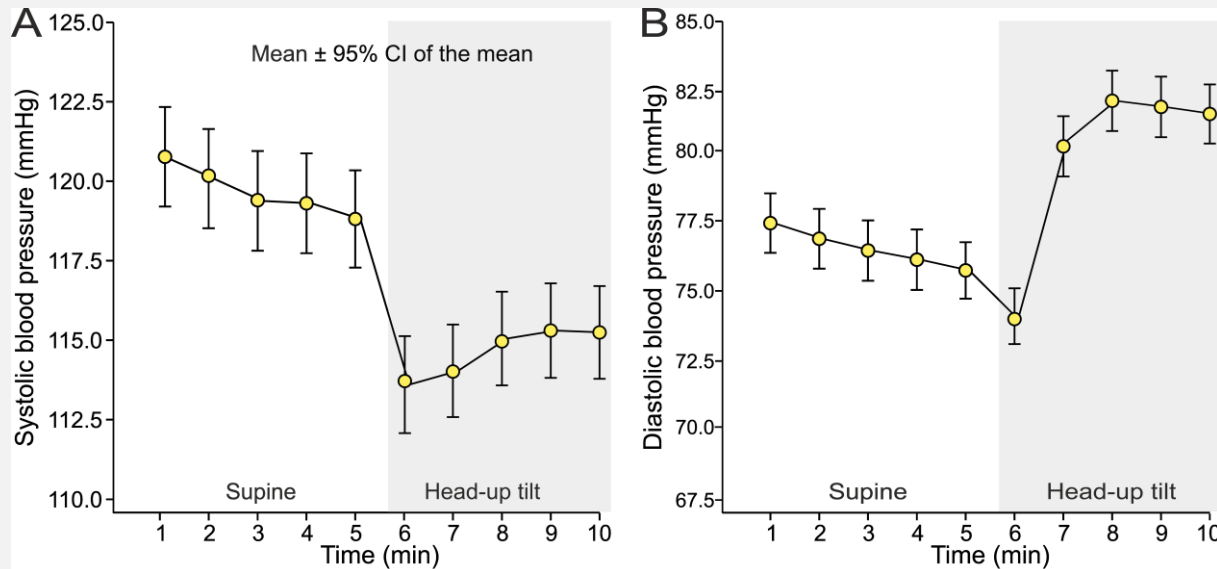 A
Systolic blood pressure (mmHg)
125.0
122.5
120.0
117.5
115.0
112.5
110.0
Mean ± 95% CI of the mean
Supine
Head-up tilt
1 2 3 4 5 6 7 8 9 10
Time (min)
B
Diastolic blood pressure (mmHg)
85.0
82.5
80.0
77.5
75.0
72.5
70.0
67.5
Supine
Head-up tilt
1 2 3 4 5 6 7 8 9 10
Time (min)